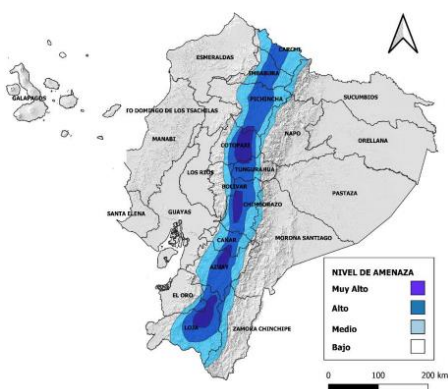 CARCHI
ESMERALDAS
IMBABURA
GALAPAGOS
PICHINCHA
SUCUMBIOS
TO DOMINGO DE LOS TSACHELAS
NAPO
ORELLANA
MANABI
COTOPAXI
TUNGURAHUA
LOS RIOS
PASTAZA
BOLIVAR
CHIMBORAZO
SANTA ELENA
GUAYAS
MORONA SANTIAGO
CAÑAR
AZUAY
EL ORO
LOJA
ZAMORA CHINCHIPE
NIVEL DE AMENAZA
Muy Alto
Alto
Medio
Bajo
0 100 200 km